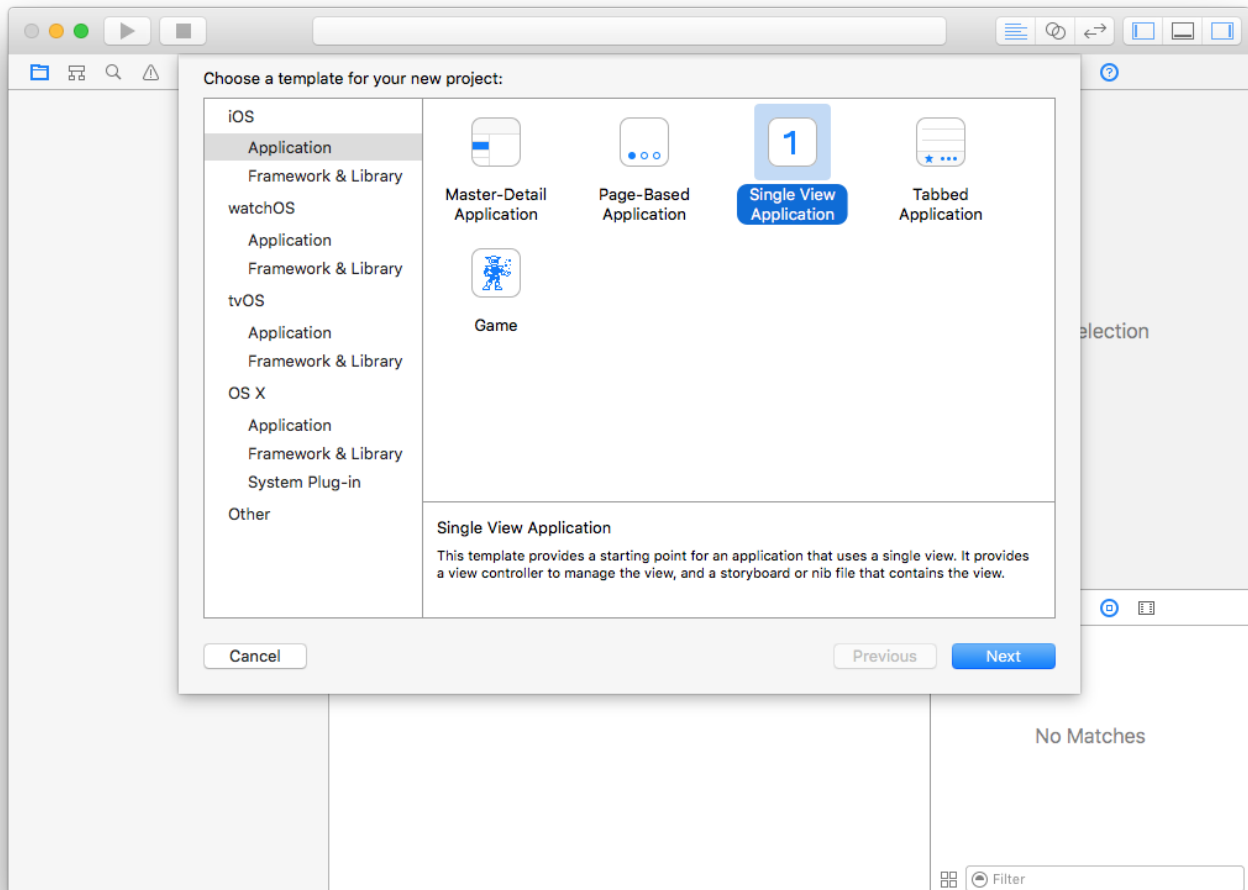 Choose a template for your new project:
iOS
Application
Framework & Library
watchOS
Application
Framework & Library
tvOS
Application
Framework & Library
OS X
Application
Framework & Library
System Plug-in
Other
Master-Detail
Application
Page-Based
Application
1
Single View
Application
Tabbed
Application
Game
Single View Application
This template provides a starting point for an application that uses a single view. It provides
a view controller to manage the view, and a storyboard or nib file that contains the view.
Cancel
Previous
Next
election
No Matches
Filter